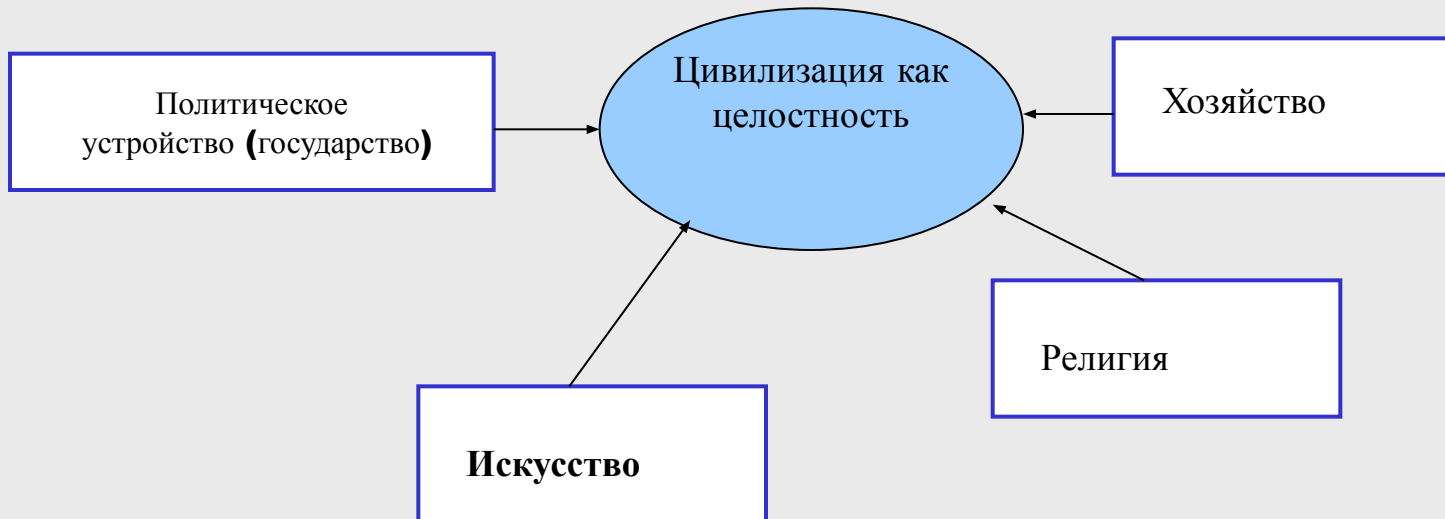 Цивилизация как
целостность
Политическое
устройство (государство)
Хозяйство
Религия
Искусство